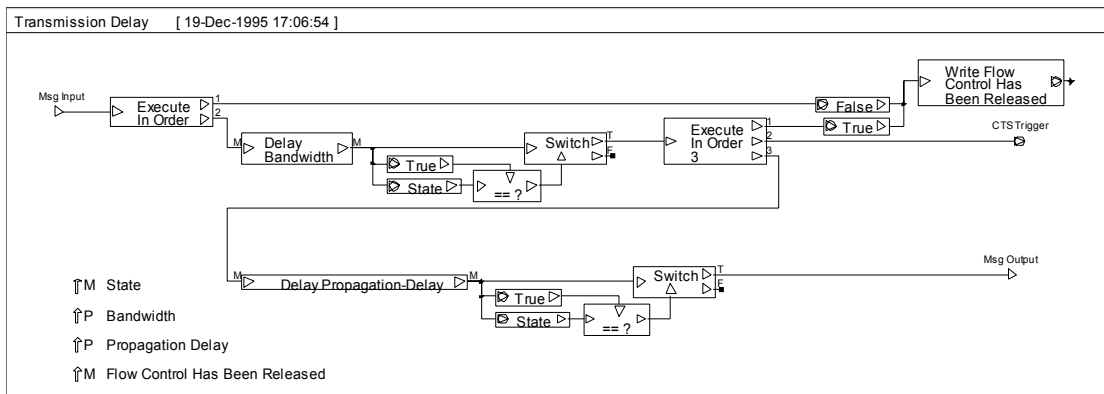 Transmission Delay [ 19-Dec-1995 17:06:54 ]
Write Flow
Control Has
Been Released
Msg Input
Execute
In Order
1
2
False
True
CTS Trigger
M
Delay
Bandwidth
M
Switch
T
F
Execute
In Order
3
1
2
3
True
State
== ?
Msg Output
M
Delay Propagation-Delay
M
Switch
T
F
True
State
== ?
M State
P Bandwidth
P Propagation Delay
M Flow Control Has Been Released